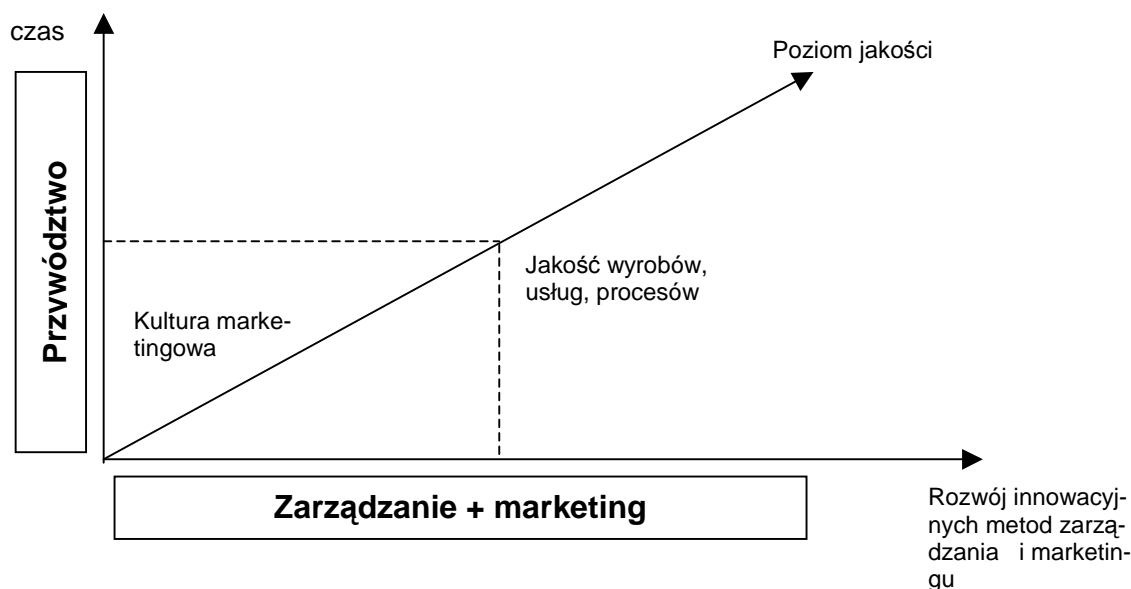 czas
Poziom jakości
Przywództwo
Jakość wyrobów,
usług, procesów
Kultura marke-
tingowa
Zarządzanie + marketing
Rozwój innowacyj-
nych metod zarzą-
dzania i marketin-
gu